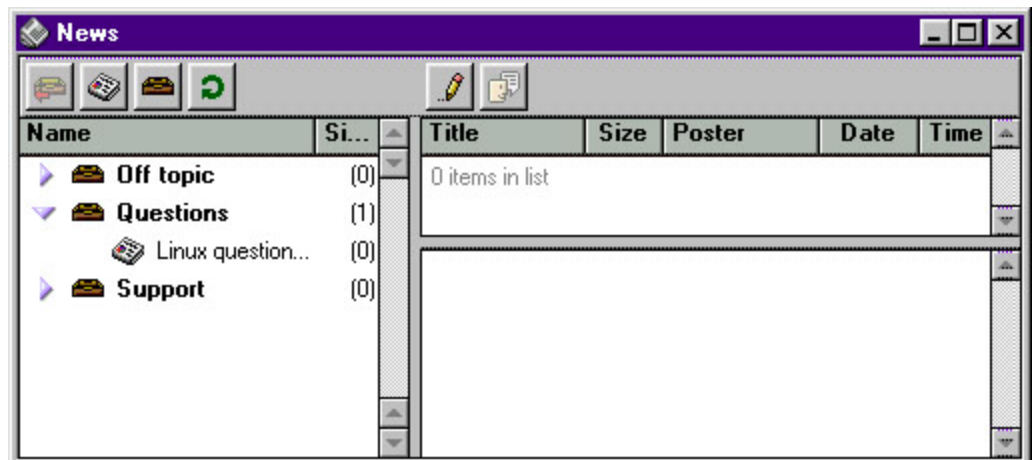 News
Name Si...
Off topic (0)
Questions (1)
Linux question... (0)
Support (0)
Title Size Poster Date Time
0 items in list